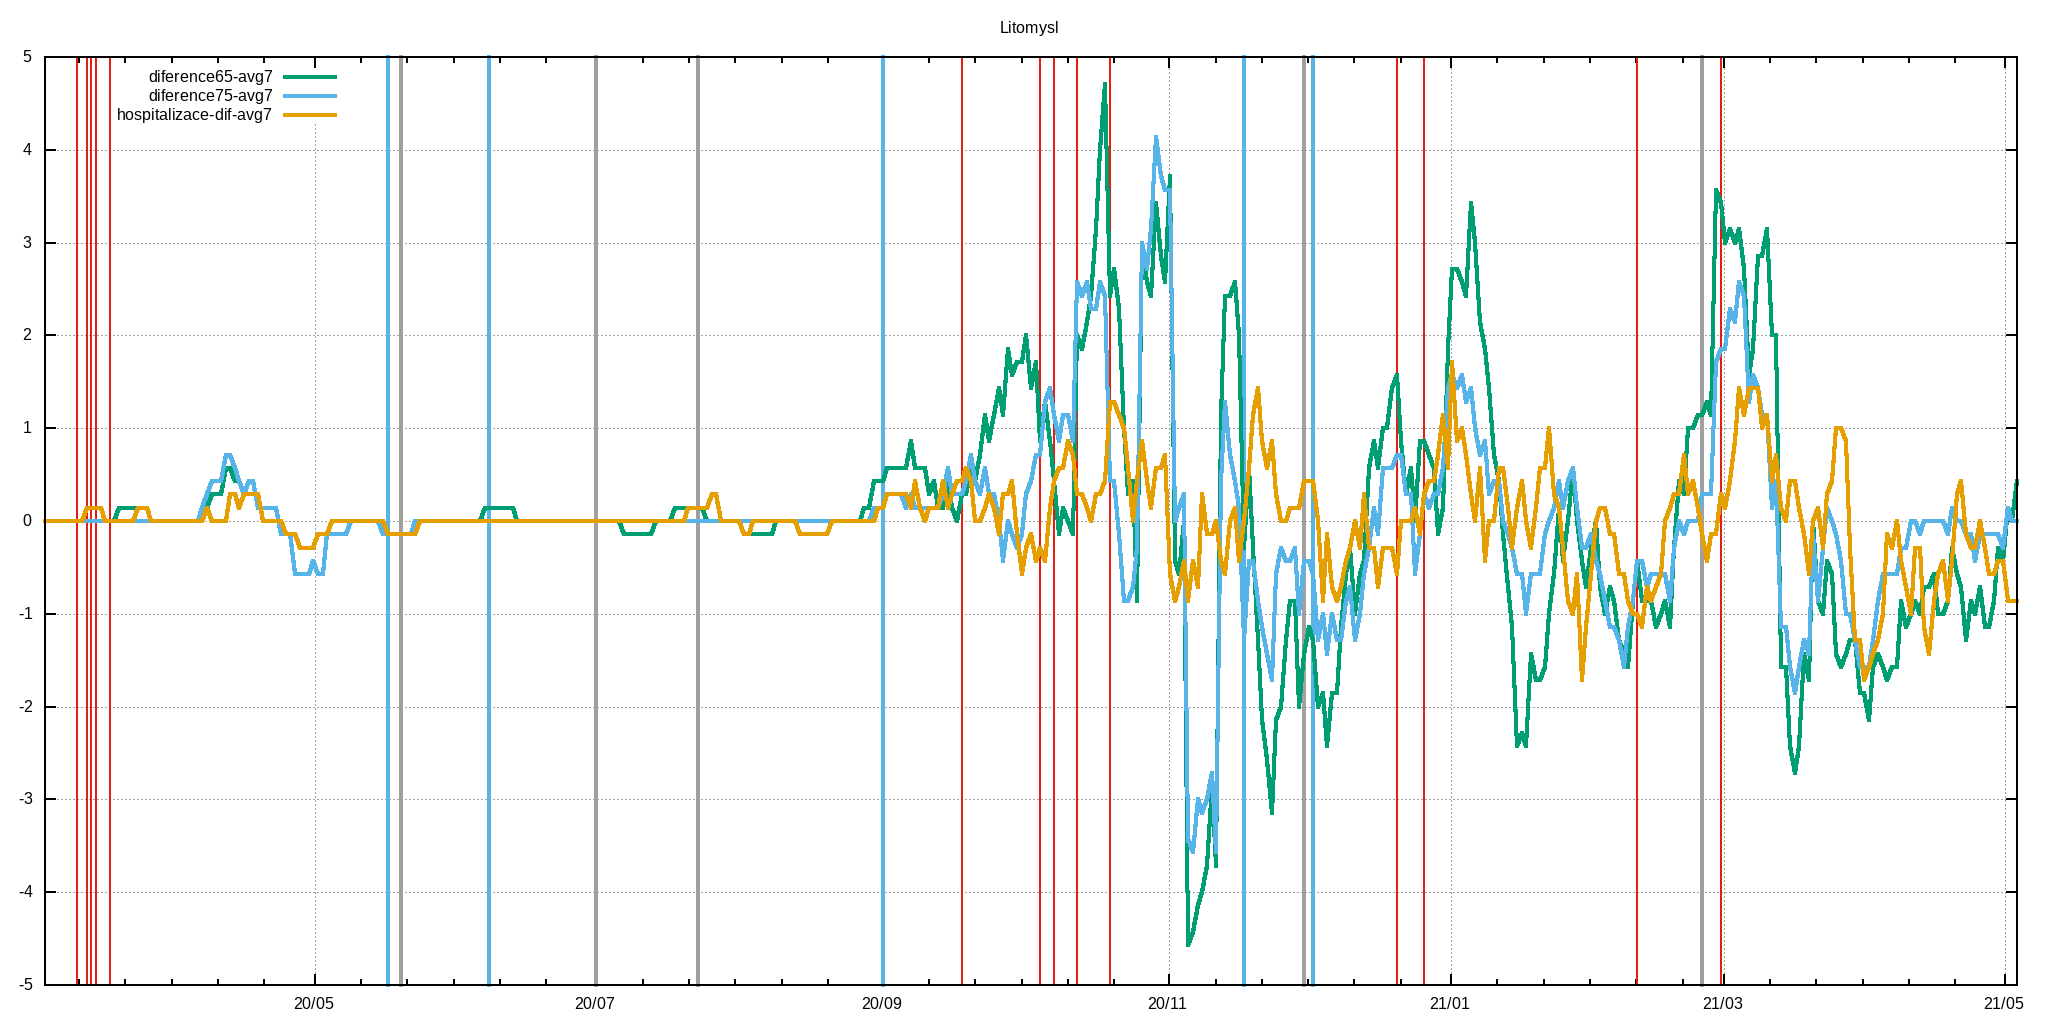 Litomysl
diference65-avg7
diference75-avg7
hospitalizace-dif-avg7
5
4
3
2
1
0
-1
-2
-3
-4
-5
20/05 20/07 20/09 20/11 21/01 21/03 21/05